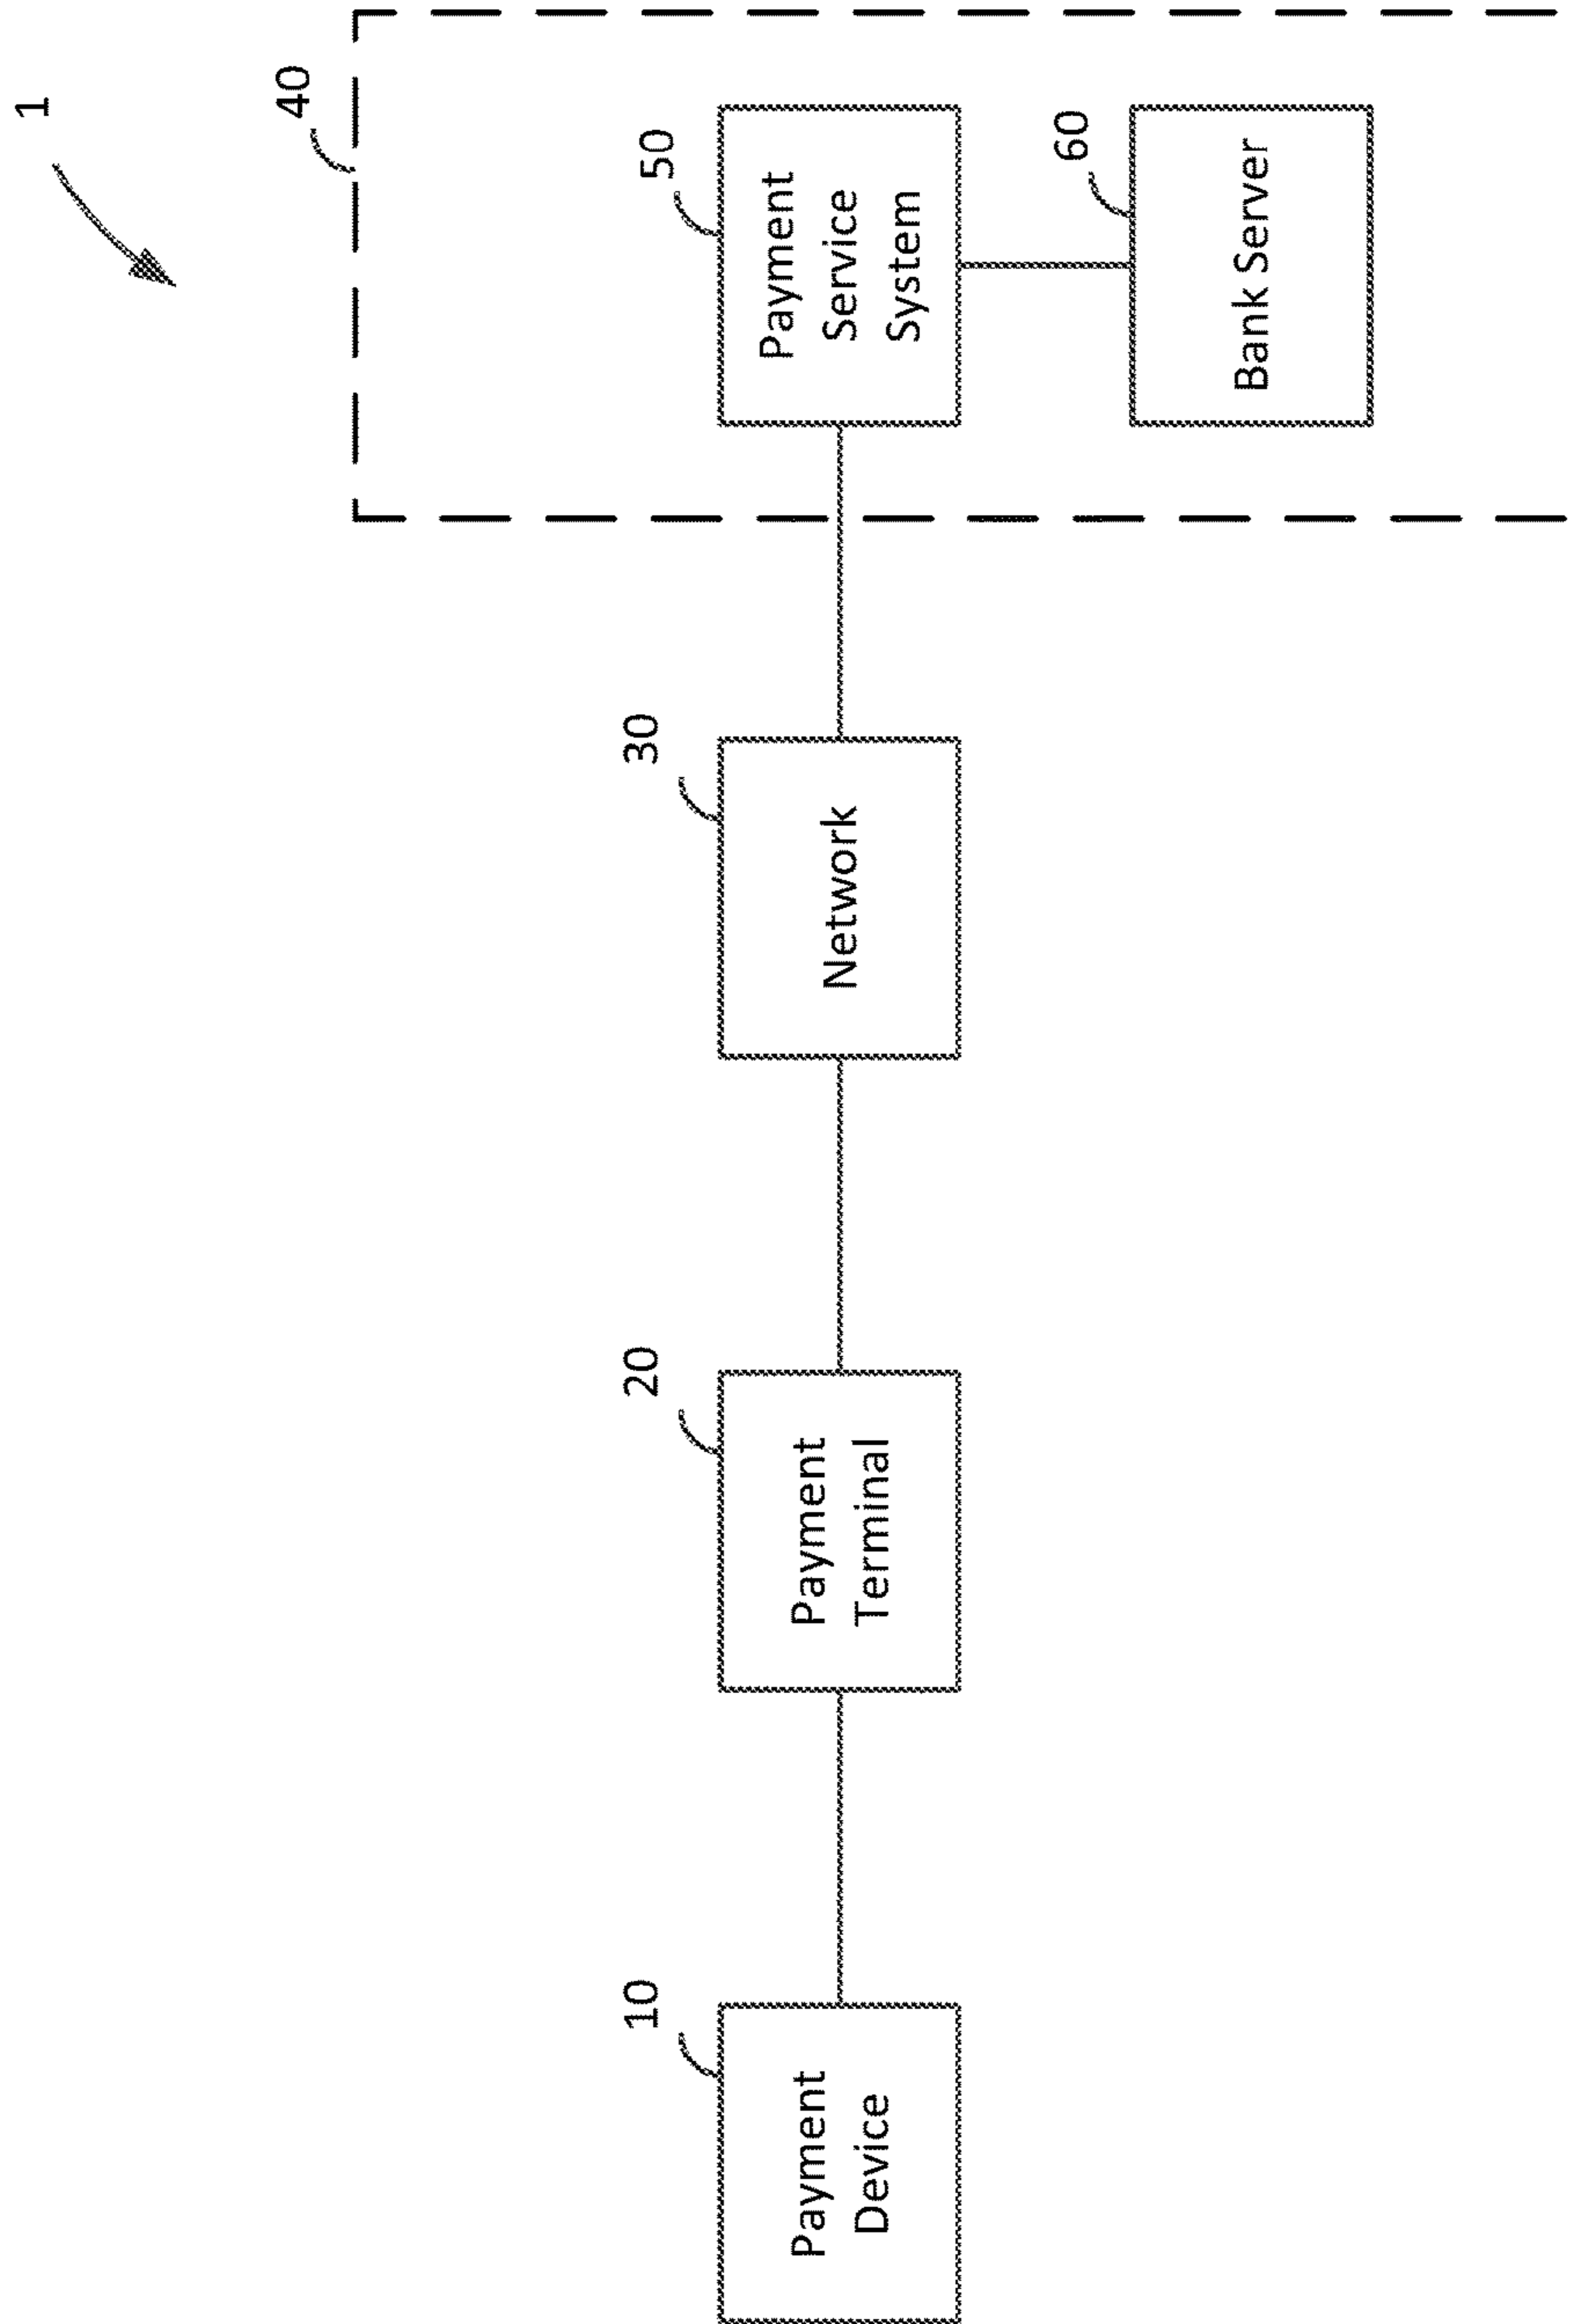 1
40
10
Payment
Device
20
Payment
Terminal
30
Network
50
Payment
Service
System
60
Bank Server